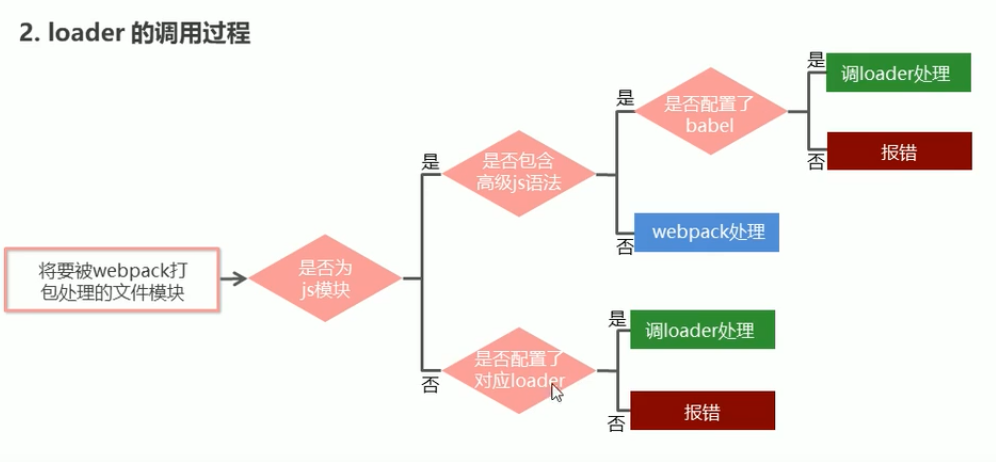 2. loader 的调用过程
将要被webpack打
包处理的文件模块
是否为
js模块
是
是否包含
高级js语法
是
是否配置了
babel
是
调loader处理
否
报错
否
webpack处理
否
是否配置了
对应loader
是
调loader处理
否
报错